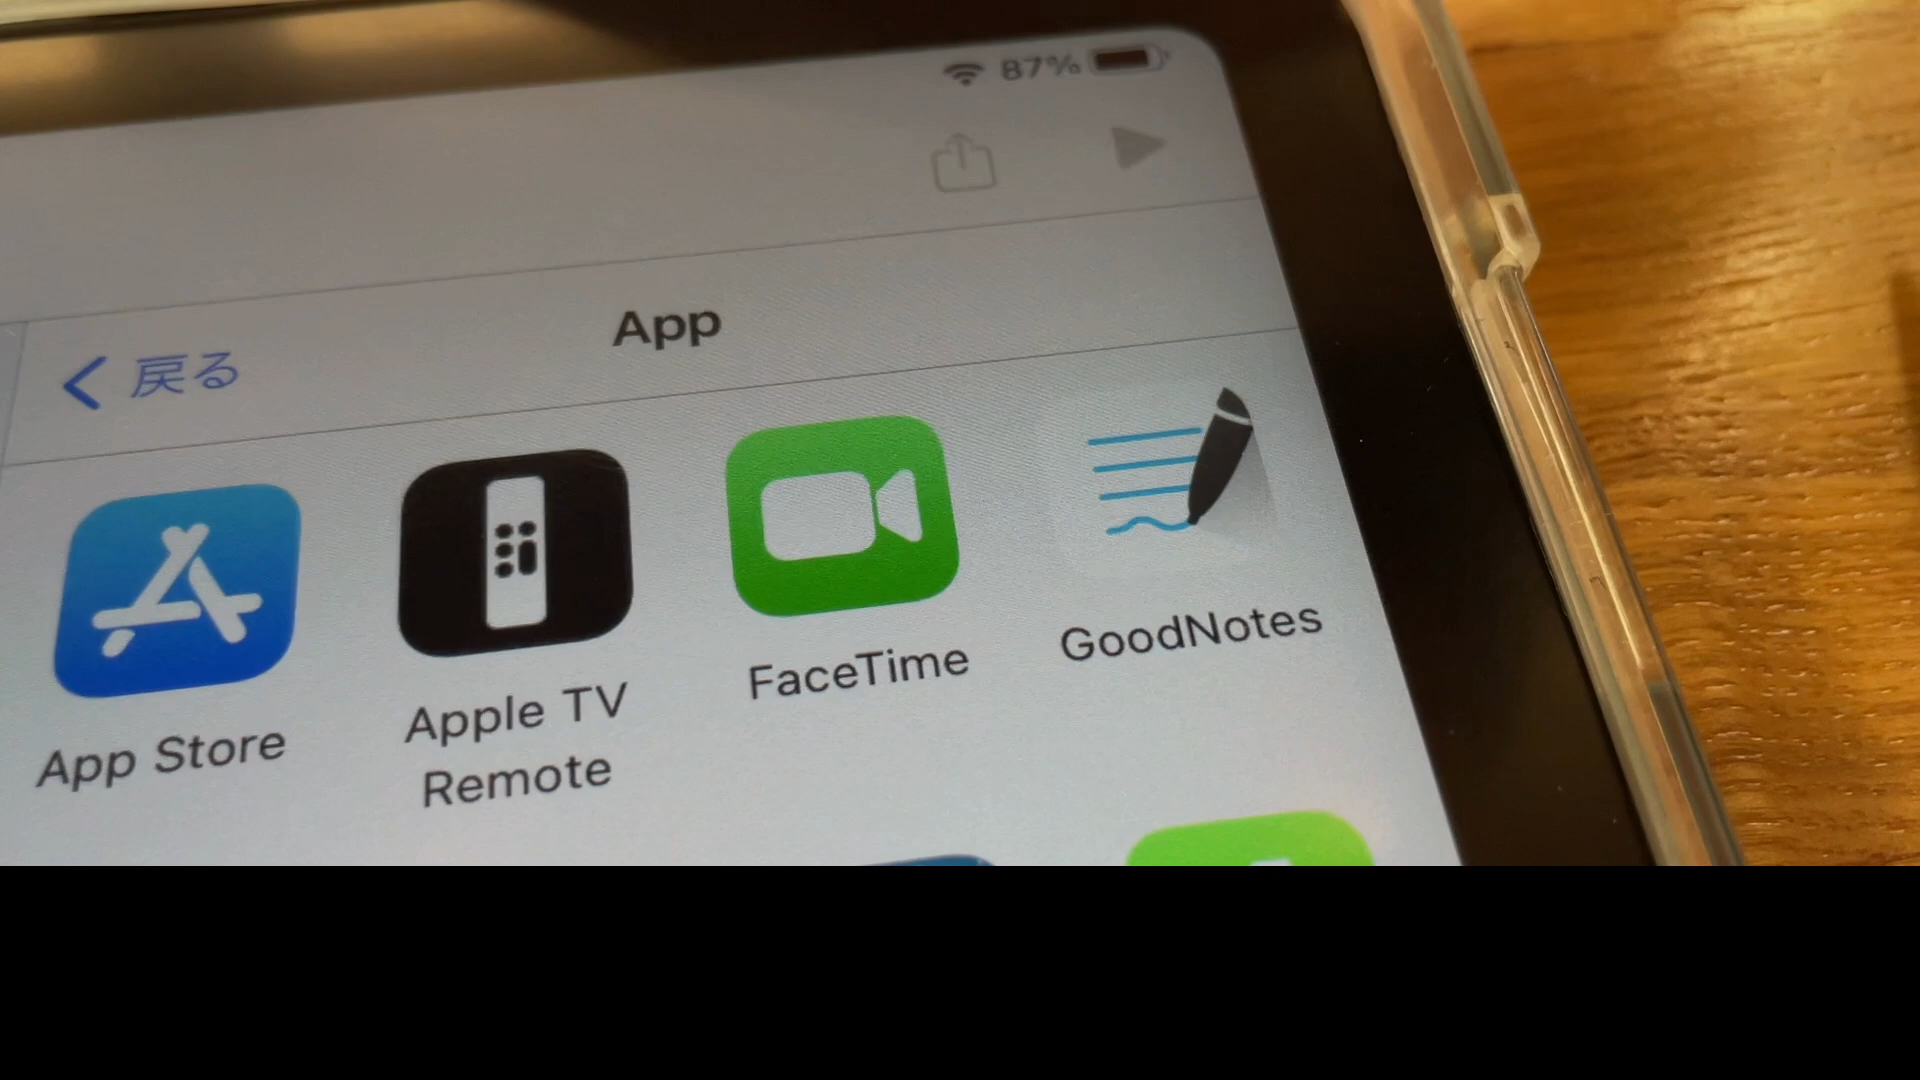 87%
App
戻る
App Store
Apple TV
Remote
FaceTime
GoodNotes